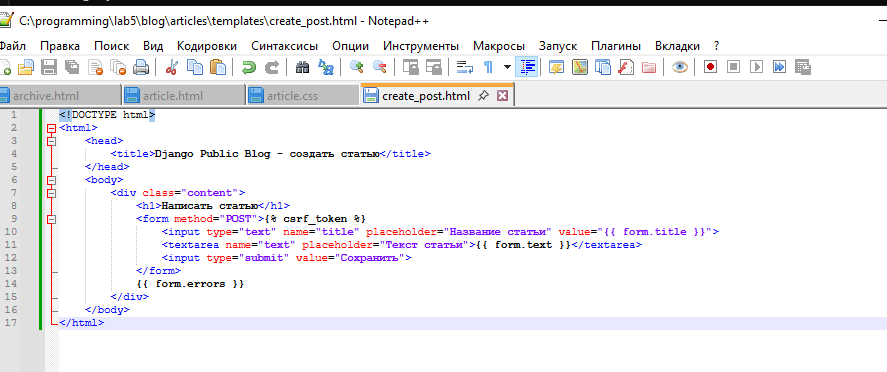 C:\programming\lab5\blog\articles\templates\create_post.html - Notepad++
Файл Правка Поиск Вид Кодировки Синтаксисы Опции Инструменты Макросы Запуск Плагины Вкладки ?
archive.html article.html article.css create_post.html
1 <!DOCTYPE html>
2 <html>
3 <head>
4 <title>Django Public Blog - создать статью</title>
5 </head>
6 <body>
7 <div class="content">
8 <h1>Написать статью</h1>
9 <form method="POST">{% csrf_token %}
10 <input type="text" name="title" placeholder="Название статьи" value="{{ form.title }}">
11 <textarea name="text" placeholder="Текст статьи">{{ form.text }}</textarea>
12 <input type="submit" value="Сохранить">
13 </form>
14 {{ form.errors }}
15 </div>
16 </body>
17 </html>